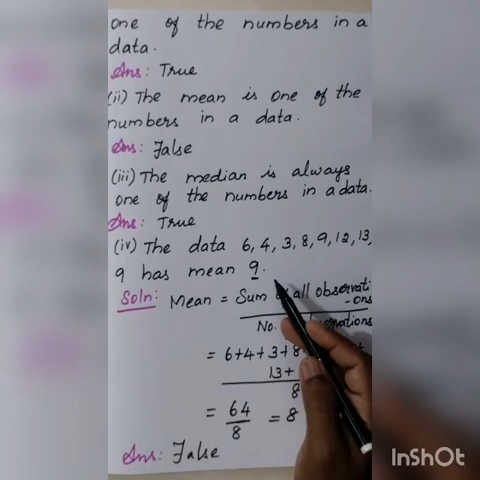 one of the numbers in a
data.
Ans: True
(ii) The mean is one of the
numbers in a data.
Ans: False
(iii) The median is always
one of the numbers in a data.
Ans: True
(iv) The data 6, 4, 3, 8, 9, 12, 13,
9 has mean 9.
Soln: Mean = Sum all observati
-ons
No.
= 6+4+3+8
13+
8
= 64/8 = 8
Ans: False
InShOt